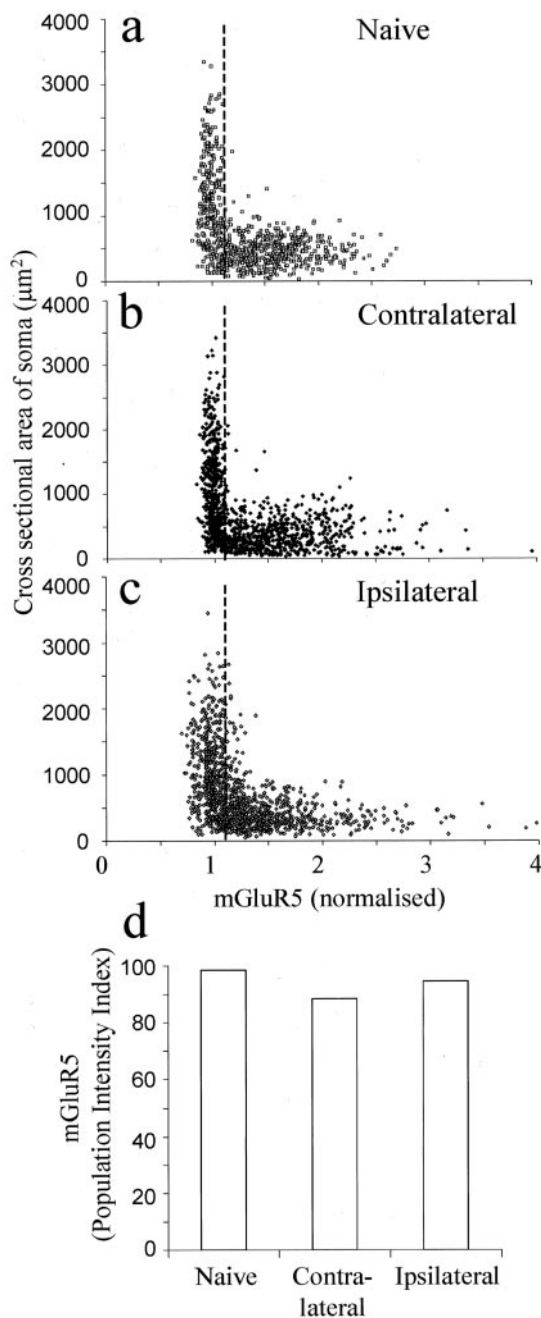 a
Naive
4000
3000
2000
1000
0
b
Contralateral
4000
3000
2000
1000
0
c
Ipsilateral
4000
3000
2000
1000
0
Cross sectional area of soma (μm²)
0 1 2 3 4
mGluR5 (normalised)
d
100
80
60
40
20
0
mGluR5
(Population Intensity Index)
Naive Contra- Ipsilateral
lateral